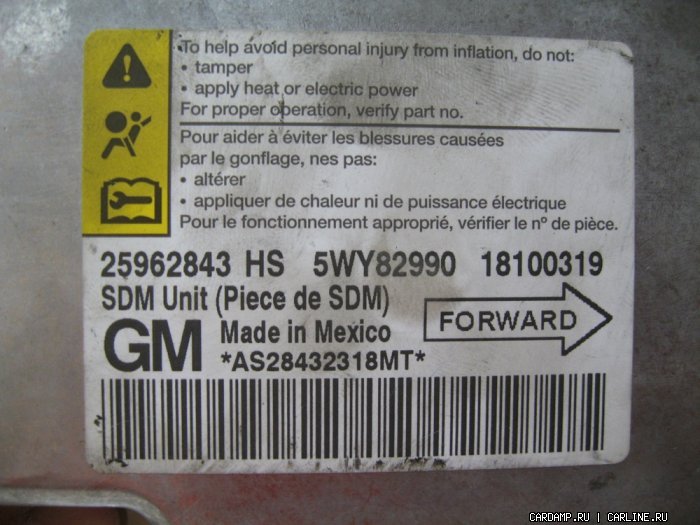 To help avoid personal injury from inflation, do not:
• tamper
• apply heat or electric power
For proper operation, verify part no.
Pour aider à éviter les blessures causées
par le gonflage, nes pas:
• altérer
• appliquer de chaleur ni de puissance électrique
Pour le fonctionnement approprié, vérifier le nº de pièce.
25962843 HS 5WY82990 18100319
SDM Unit (Piece de SDM)
GM Made in Mexico
FORWARD
*AS28432318MT*
CARDAMP.RU | CARLINE.RU